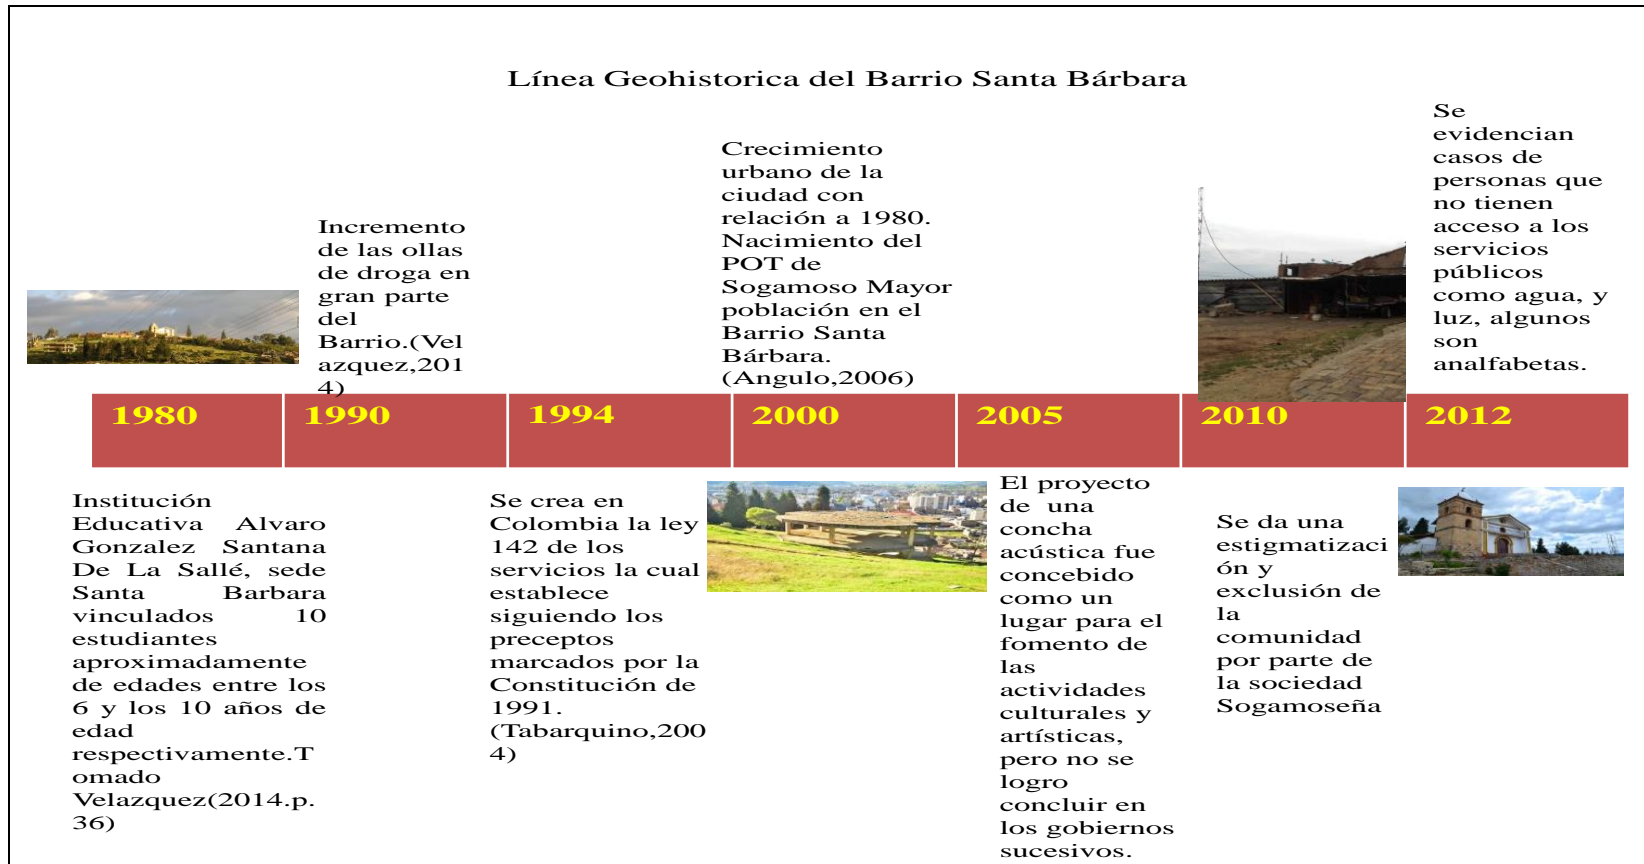 Línea Geohistorica del Barrio Santa Bárbara
Incremento
de las ollas
de droga en
gran parte
del
Barrio.(Vel
azquez,201
4)
Crecimiento
urbano de la
ciudad con
relación a 1980.
Nacimiento del
POT de
Sogamoso Mayor
población en el
Barrio Santa
Bárbara.
(Angulo,2006)
Se
evidencian
casos de
personas que
no tienen
acceso a los
servicios
públicos
como agua, y
luz, algunos
son
analfabetas.
1980
1990
1994
2000
2005
2010
2012
Institución
Educativa Alvaro
Gonzalez Santana
De La Sallé, sede
Santa Barbara
vinculados 10
estudiantes
aproximadamente
de edades entre los
6 y los 10 años de
edad
respectivamente.T
omado
Velazquez(2014.p.
36)
Se crea en
Colombia la ley
142 de los
servicios la cual
establece
siguiendo los
preceptos
marcados por la
Constitución de
1991.
(Tabarquino,200
4)
El proyecto
de una
concha
acústica fue
concebido
como un
lugar para el
fomento de
las
actividades
culturales y
artísticas,
pero no se
logro
concluir en
los gobiernos
sucesivos.
Se da una
estigmatizaci
ón y
exclusión de
la
comunidad
por parte de
la sociedad
Sogamoseña